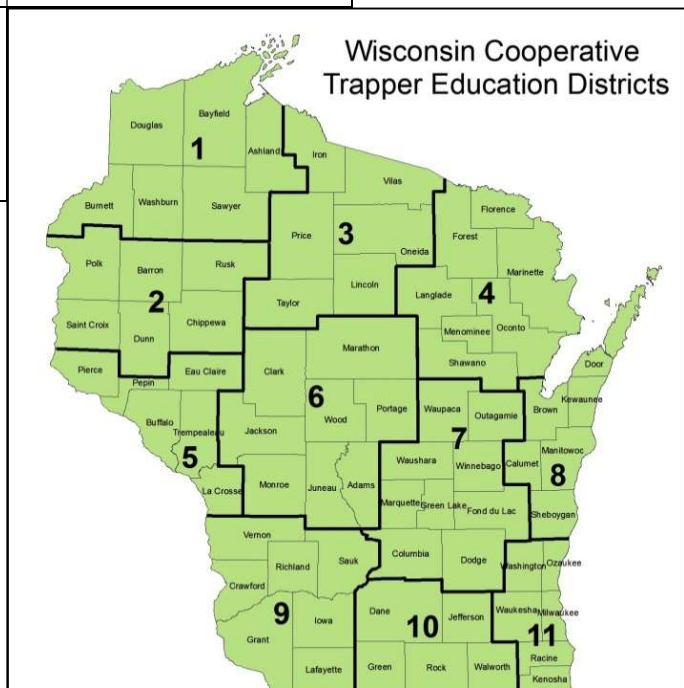 Wisconsin Cooperative
Trapper Education Districts
Bayfield
Douglas
1
Ashland
Iron
Vilas
Burnett
Washburn
Sawyer
Florence
Price
3
Forest
Oneida
Polk
Barron
Rusk
Marinette
Lincoln
Langlade
4
Taylor
2
Saint Croix
Chippewa
Dunn
Menominee
Oconto
Marathon
Shawano
Door
Pierce
Eau Claire
Clark
Pepin
6
Kewaunee
Buffalo
Wood
Portage
Waupaca
Outagamie
Brown
Trempealeau
Jackson
7
Manitowoc
5
Waushara
Winnebago
Calumet
8
La Crosse
Monroe
Juneau
Adams
Marquette
Green Lake
Fond du Lac
Sheboygan
Vernon
Columbia
Dodge
Washington
Ozaukee
Richland
Sauk
Crawford
9
Iowa
Dane
10
Jefferson
Waukesha
Milwaukee
Grant
11
Racine
Lafayette
Green
Rock
Walworth
Kenosha